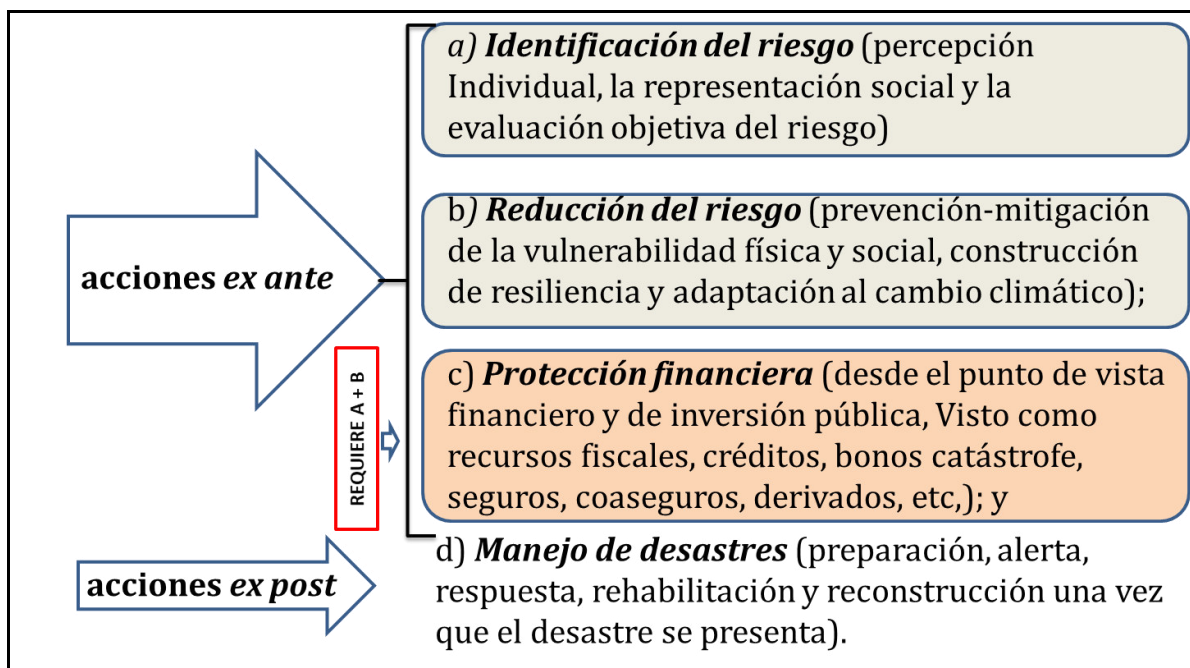 a) Identificación del riesgo (percepción
Individual, la representación social y la
evaluación objetiva del riesgo)
acciones ex ante
b) Reducción del riesgo (prevención-mitigación
de la vulnerabilidad física y social, construcción
de resiliencia y adaptación al cambio climático);
REQUIERE A + B
c) Protección financiera (desde el punto de vista
financiero y de inversión pública, Visto como
recursos fiscales, créditos, bonos catástrofe,
seguros, coaseguros, derivados, etc,); y
acciones ex post
d) Manejo de desastres (preparación, alerta,
respuesta, rehabilitación y reconstrucción una vez
que el desastre se presenta).